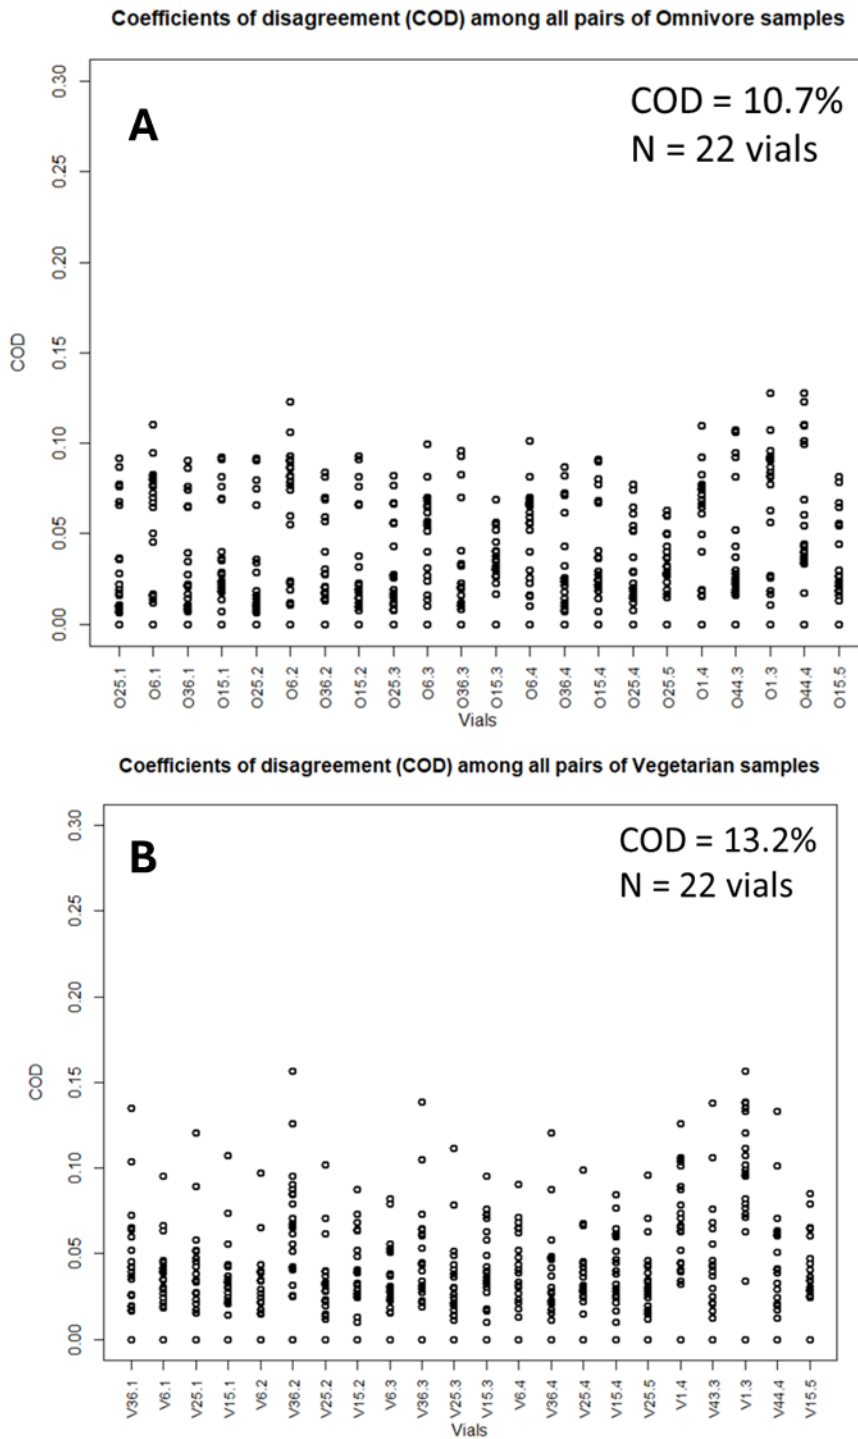 Coefficients of disagreement (COD) among all pairs of Omnivore samples
A
COD = 10.7%
N = 22 vials
0.30
0.25
0.20
0.15
0.10
0.05
0.00
COD
O25.1 O6.1 O36.1 O15.1 O25.2 O6.2 O36.2 O15.2 O25.3 O6.3 O36.3 O15.3 O6.4 O36.4 O15.4 O25.4 O25.5 O1.4 O44.3 O1.3 O44.4 O15.5
Vials
Coefficients of disagreement (COD) among all pairs of Vegetarian samples
B
COD = 13.2%
N = 22 vials
0.30
0.25
0.20
0.15
0.10
0.05
0.00
COD
V36.1 V6.1 V25.1 V15.1 V6.2 V36.2 V25.2 V15.2 V6.3 V36.3 V25.3 V15.3 V6.4 V36.4 V25.4 V15.4 V25.5 V1.4 V43.3 V1.3 V44.4 V15.5
Vials